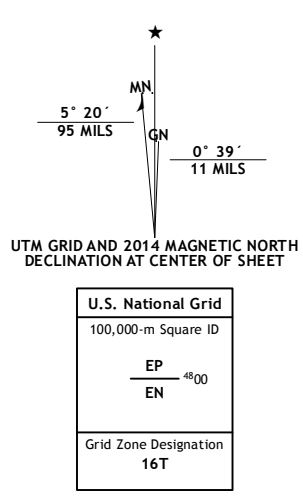 ★
MN.
5° 20´
95 MILS
GN
0° 39´
11 MILS
UTM GRID AND 2014 MAGNETIC NORTH
DECLINATION AT CENTER OF SHEET
U.S. National Grid
100,000-m Square ID
EP
4800
EN
Grid Zone Designation
16T